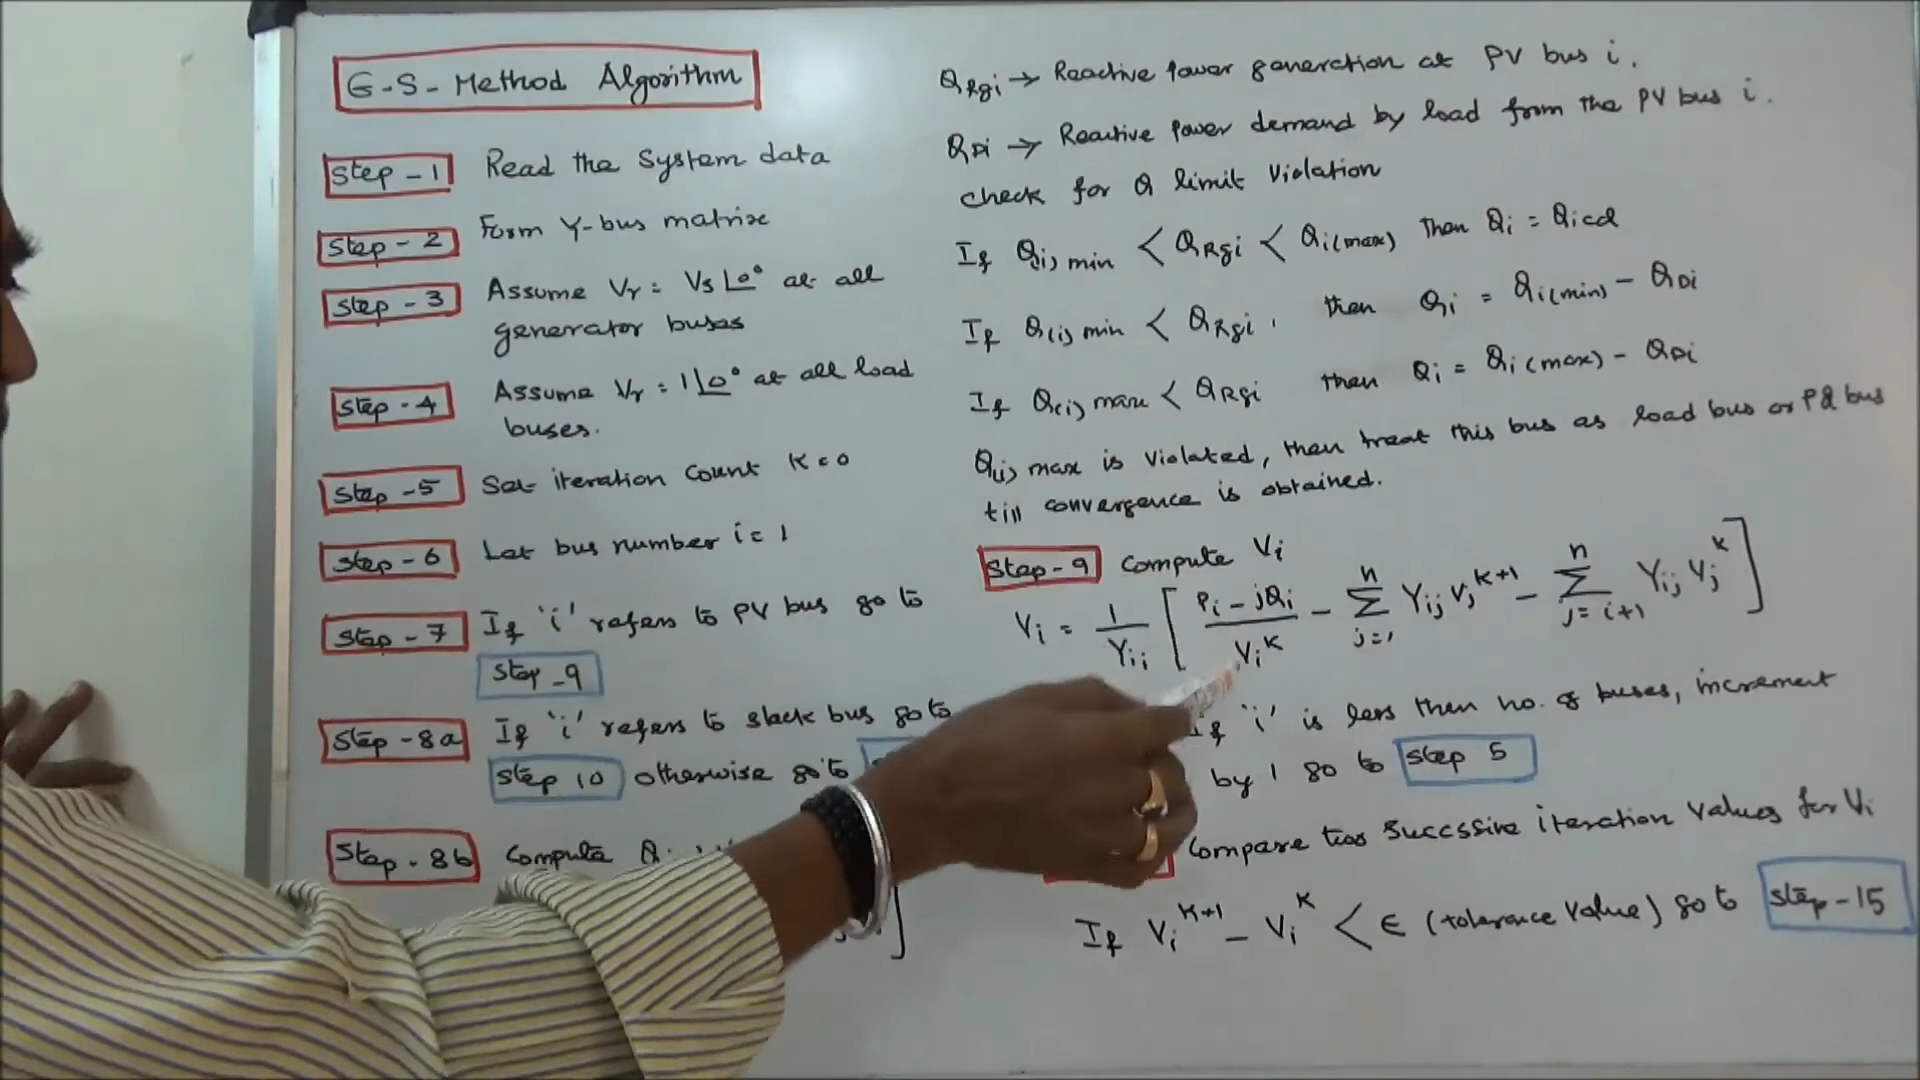 G-S-Method Algorithm
Step-1 Read the System data
Step-2 Form Y-bus matrix
Step-3 Assume Vr = Vs∟0° at all
generator buses
Step-4 Assume Vr = 1∟0° at all load
buses.
Step-5 Set iteration Count K=0
Step-6 Let bus number i=1
Step-7 If 'i' refers to PV bus go to
Step-9
Step-8a If 'i' refers to slack bus go to
Step 10 otherwise go to
Step-8b Compute
QRgi → Reactive power generation at PV bus i.
QDi → Reactive power demand by load from the PV bus i.
check for Q limit Violation
If Q(i) min < QRgi < Qi(max) Then Qi = Qical
If Q(i) min < QRgi, then Qi = Qi(min) - QDi
If Q(i) max < QRgi then Qi = Qi(max) - QDi
Q(i) max is Violated, then treat this bus as load bus or PQ bus
till convergence is obtained.
Step-9 Compute Vi
Vi = 1/Yii [ (Pi - jQi)/Vi^K - Σ_{j=1}^{n} Yij Vj^{K+1} - Σ_{j=i+1}^{n} Yij Vj^K ]
If 'i' is less then no. of buses, increment
by 1 go to Step 5
Compare two Succssive iteration Values for Vi
If Vi^{K+1} - Vi^K < ∈ (tolerance Value) go to Step-15